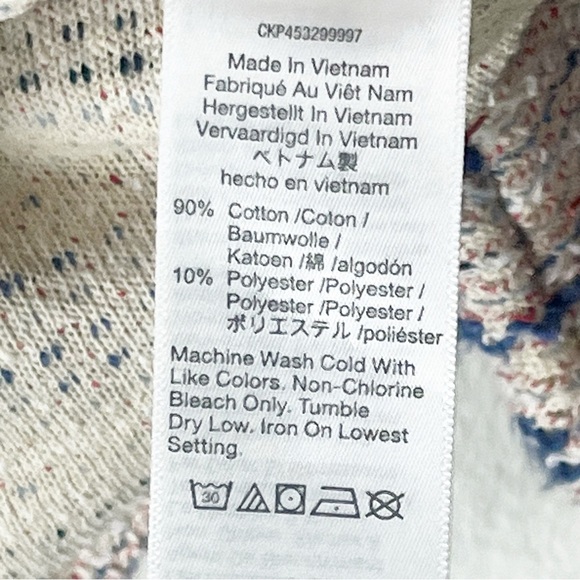 CKP453299997
Made In Vietnam
Fabriqué Au Viêt Nam
Hergestellt In Vietnam
Vervaardigd In Vietnam
ベトナム製
hecho en vietnam
90% Cotton /Coton /
Baumwolle /
Katoen /綿 /algodón
10% Polyester /Polyester /
Polyester /Polyester /
ポリエステル /poliéster
Machine Wash Cold With
Like Colors. Non-Chlorine
Bleach Only. Tumble
Dry Low. Iron On Lowest
Setting.
30